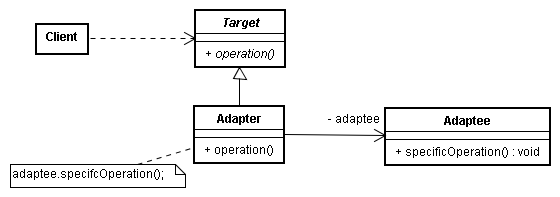 Target
Client
+ operation()
Adapter
- adaptee
Adaptee
+ operation()
+ specificOperation() : void
adaptee.specifcOperation();